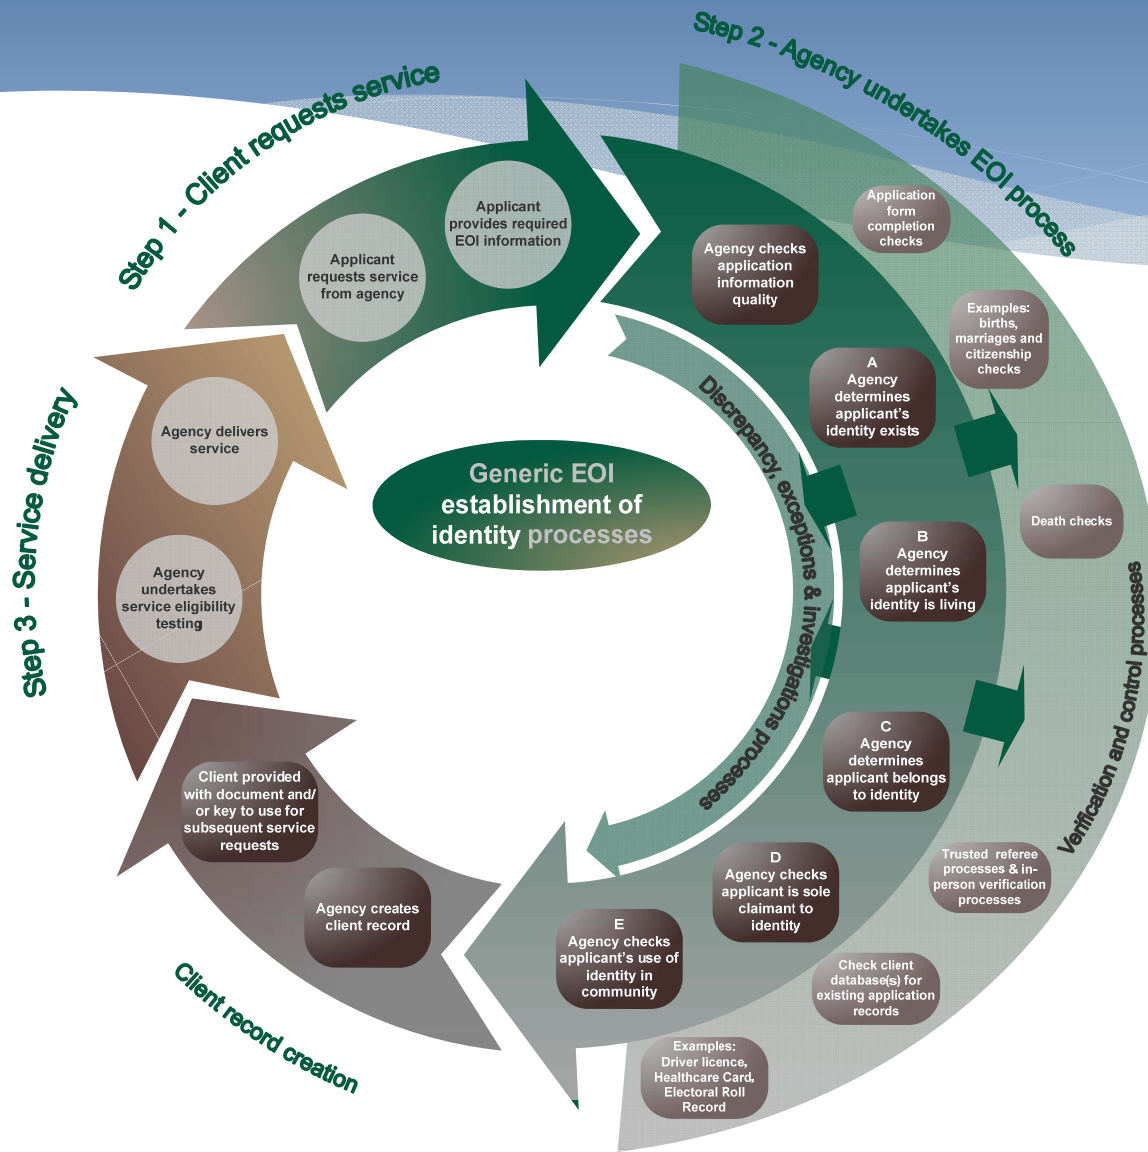 Step 1 - Client requests service
Applicant
requests service
from agency
Applicant
provides required
EOI information
Step 2 - Agency undertakes EOI process
Agency checks
application
information
quality
Application
form
completion
checks
A
Agency
determines
applicant's
identity exists
Examples:
births,
marriages and
citizenship
checks
B
Agency
determines
applicant's
identity is living
Death checks
C
Agency
determines
applicant belongs
to identity
Trusted referee
processes & in-
person verification
processes
D
Agency checks
applicant is sole
claimant to
identity
Check client
database(s) for
existing application
records
E
Agency checks
applicant's use of
identity in
community
Examples:
Driver licence,
Healthcare Card,
Electoral Roll
Record
Verification and control processes
Discrepancy, exceptions & investigations processes
Generic EOI
establishment of
identity processes
Client record creation
Agency creates
client record
Client provided
with document and/
or key to use for
subsequent service
requests
Step 3 - Service delivery
Agency
undertakes
service eligibility
testing
Agency delivers
service